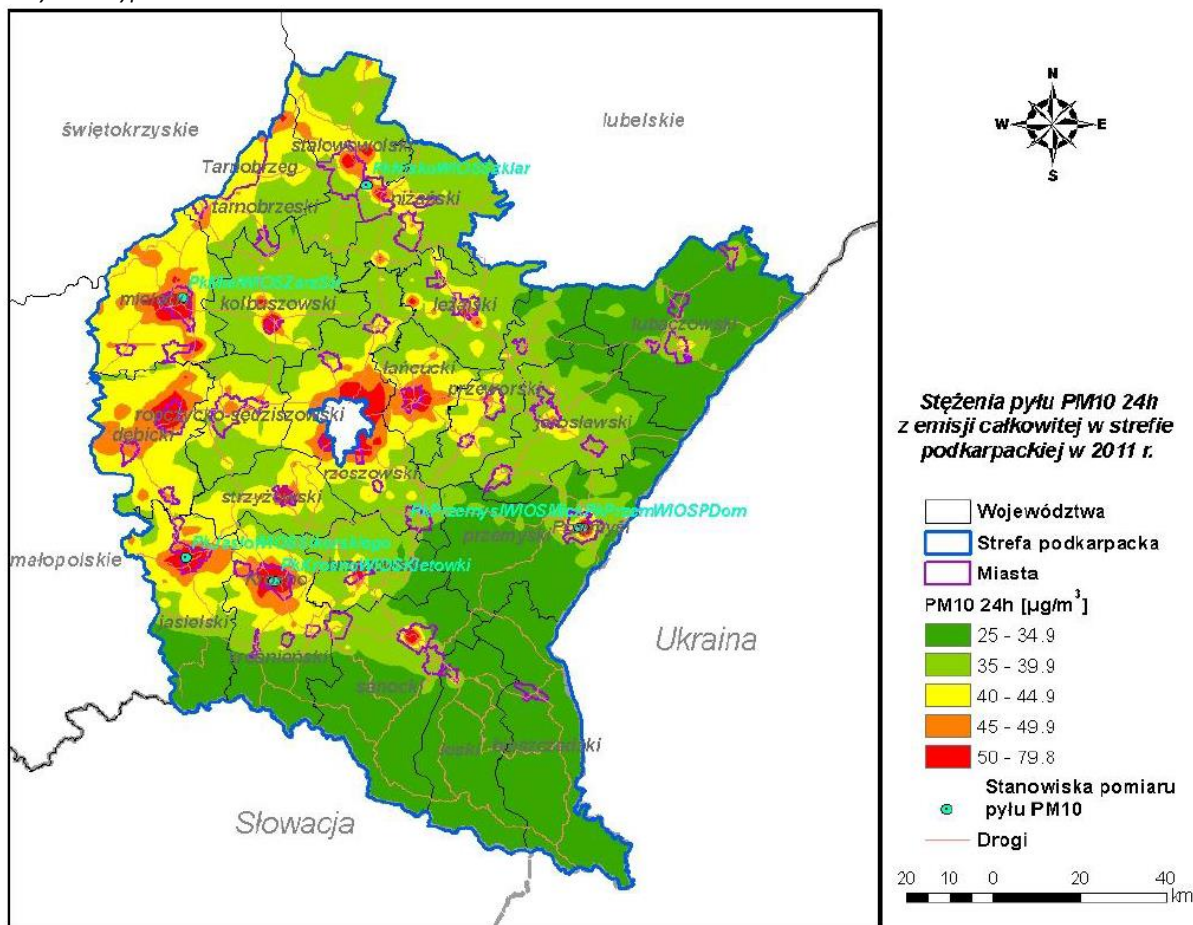 świętokrzyskie
lubelskie
N
W
E
S
stalowowolski
Tarnobrzeg
niżański
tarnobrzeski
kolbuszowski
leżajski
lubaczowski
łańcucki
przeworski
ropczycko-sędziszowski
jarosławski
dębicki
rzeszowski
strzyżowski
przemyski
małopolskie
jasielski
krośnieński
Ukraina
sanocki
leski
bieszczadzki
Słowacja
Stężenia pyłu PM10 24h
z emisji całkowitej w strefie
podkarpackiej w 2011 r.
Województwa
Strefa podkarpacka
Miasta
PM10 24h [µg/m³]
25 - 34.9
35 - 39.9
40 - 44.9
45 - 49.9
50 - 79.8
Stanowiska pomiaru
pyłu PM10
Drogi
20 10 0 20 40
km